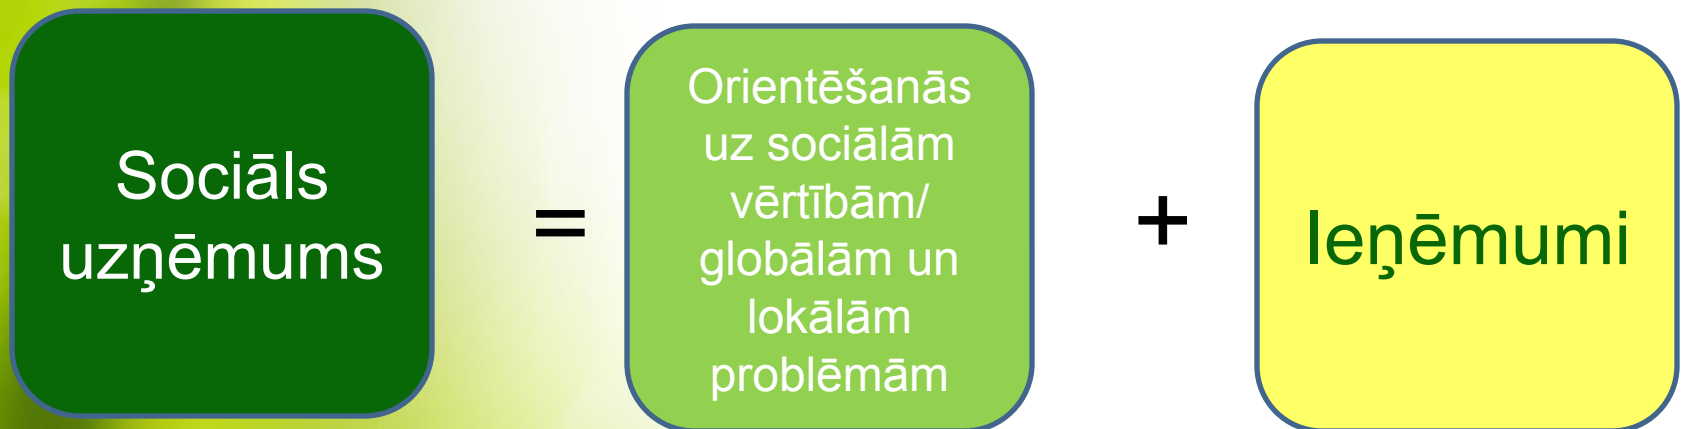 Sociāls
uzņēmums
=
Orientēšanās
uz sociālām
vērtībām/
globālām un
lokālām
problēmām
+
Ieņēmumi